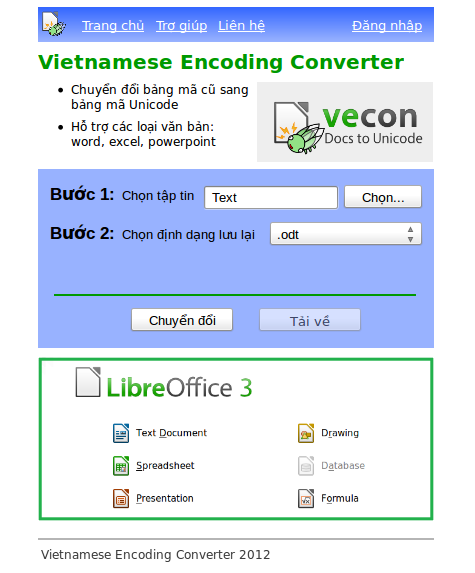 Trang chủ Trợ giúp Liên hệ Đăng nhâp
Vietnamese Encoding Converter
Chuyển đổi bảng mã cũ sang
bảng mã Unicode
Hỗ trợ các loại văn bản:
word, excel, powerpoint
vecon
Docs to Unicode
Bước 1: Chọn tập tin Text Chọn...
Bước 2: Chọn định dạng lưu lại .odt
Chuyển đổi Tải về
LibreOffice 3
Text Document Drawing
Spreadsheet Database
Presentation Formula
Vietnamese Encoding Converter 2012